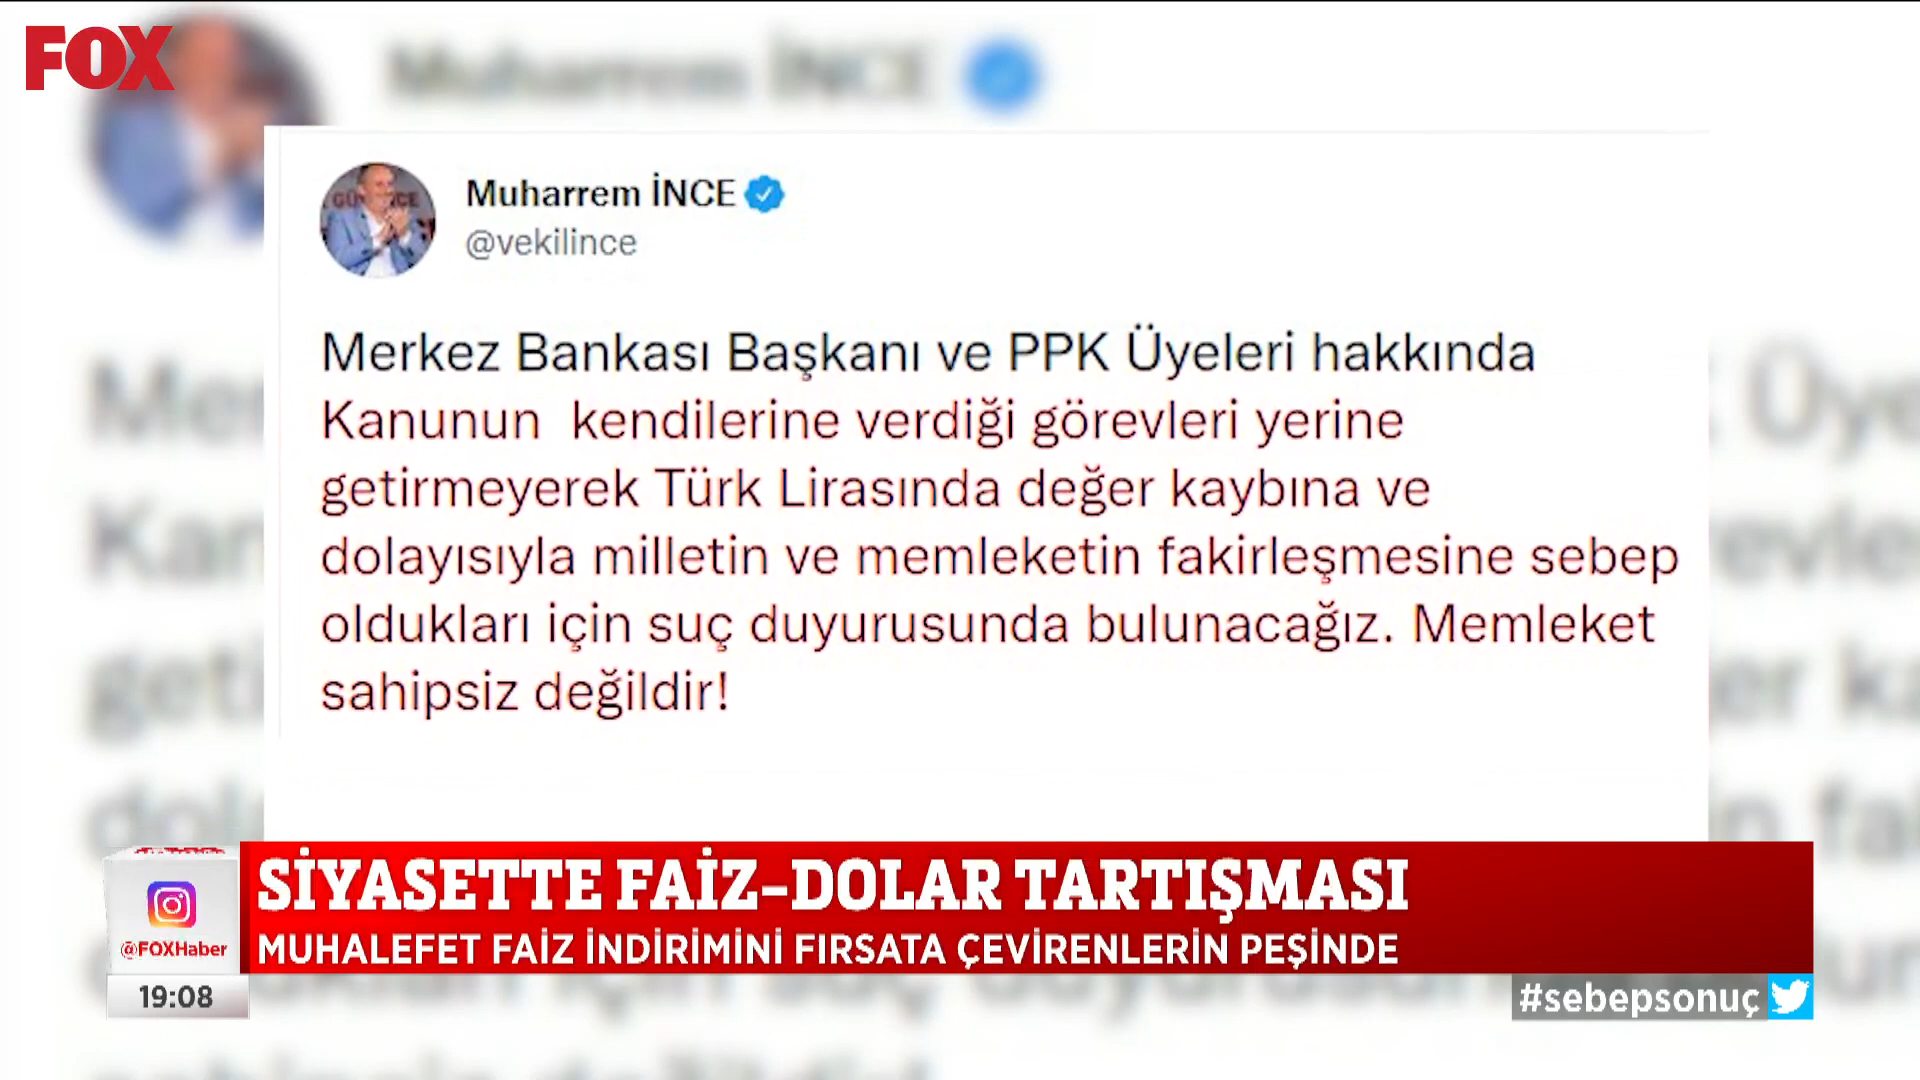 FOX
Muharrem İNCE
Muharrem İNCE
@vekilince
Merkez Bankası Başkanı ve PPK Üyeleri hakkında
Kanunun kendilerine verdiği görevleri yerine
getirmeyerek Türk Lirasında değer kaybına ve
dolayısıyla milletin ve memleketin fakirleşmesine sebep
oldukları için suç duyurusunda bulunacağız. Memleket
sahipsiz değildir!
SİYASETTE FAİZ-DOLAR TARTIŞMASI
MUHALEFET FAİZ İNDİRİMİNİ FIRSATA ÇEVİRENLERİN PEŞİNDE
@FOXHaber
19:08
#sebepsonuç